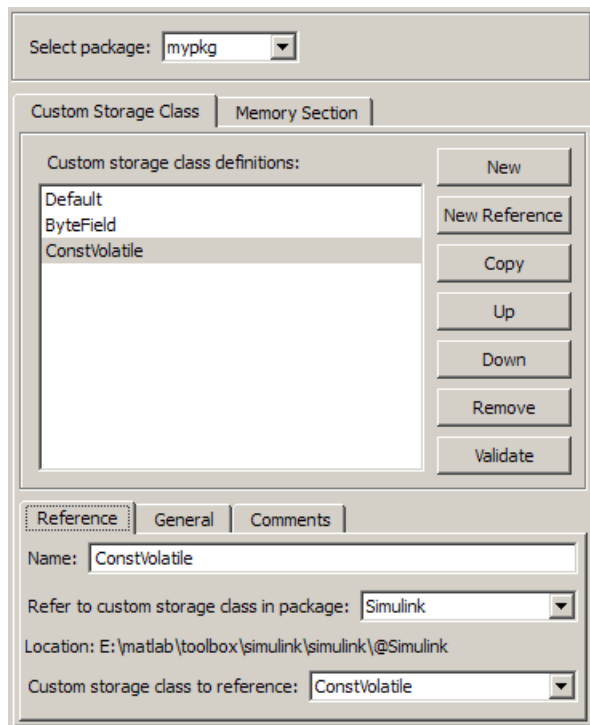 Select package: mypkg
Custom Storage Class Memory Section
Custom storage class definitions:
Default
ByteField
ConstVolatile
New
New Reference
Copy
Up
Down
Remove
Validate
Reference General Comments
Name: ConstVolatile
Refer to custom storage class in package: Simulink
Location: E:\matlab\toolbox\simulink\simulink\@Simulink
Custom storage class to reference: ConstVolatile